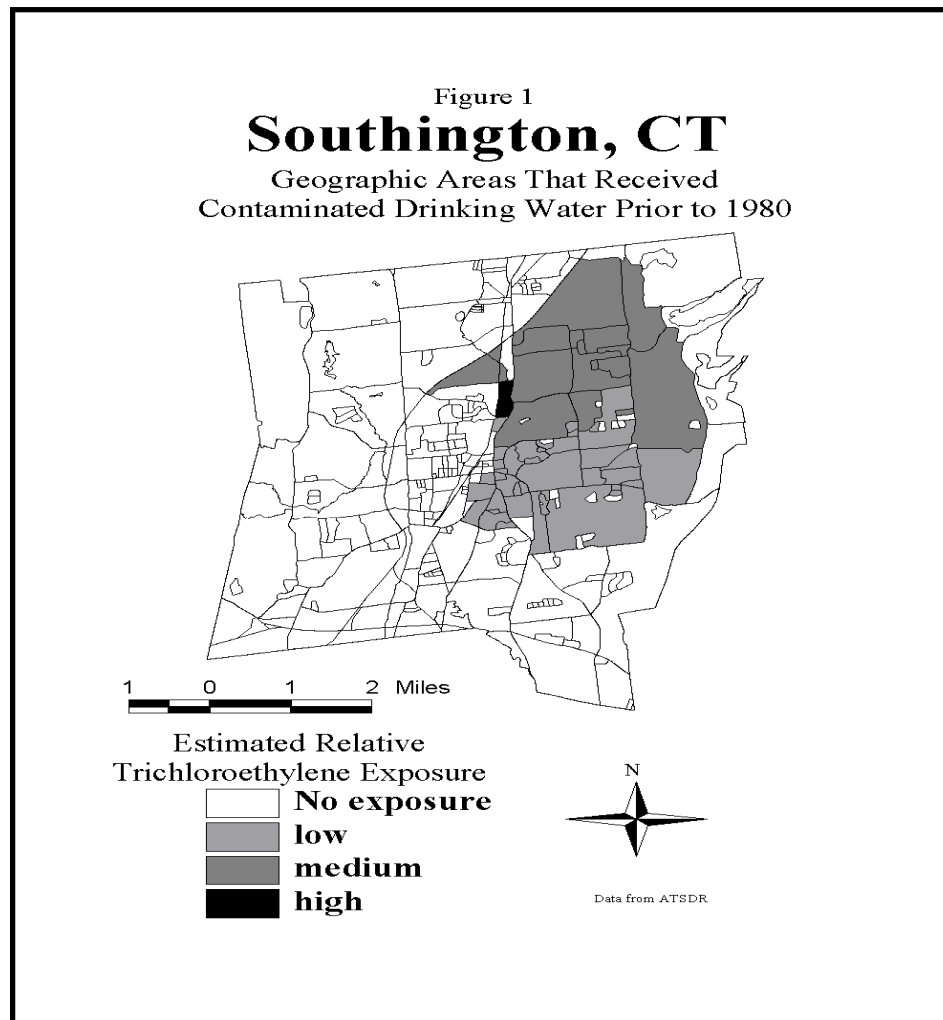 Figure 1
Southington, CT
Geographic Areas That Received
Contaminated Drinking Water Prior to 1980
1 0 1 2 Miles
Estimated Relative
Trichloroethylene Exposure
No exposure
low
medium
high
N
Data from ATSDR